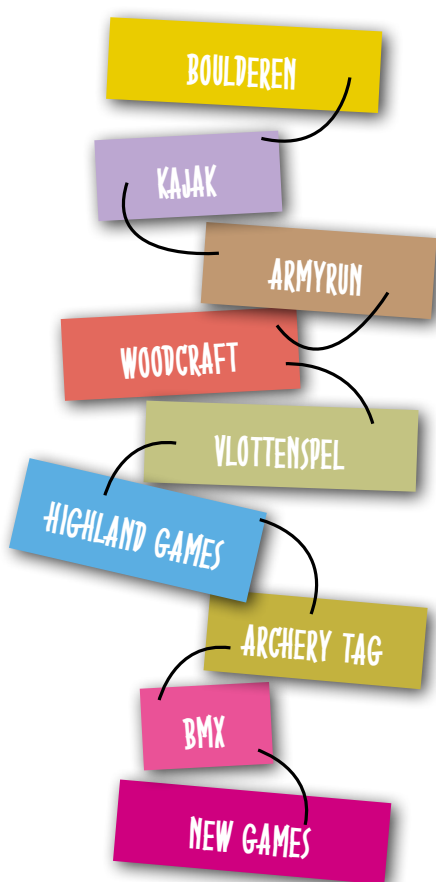 BOULDEREN
KAJAK
ARMYRUN
WOODCRAFT
VLOTTENSPEL
HIGHLAND GAMES
ARCHERY TAG
BMX
NEW GAMES